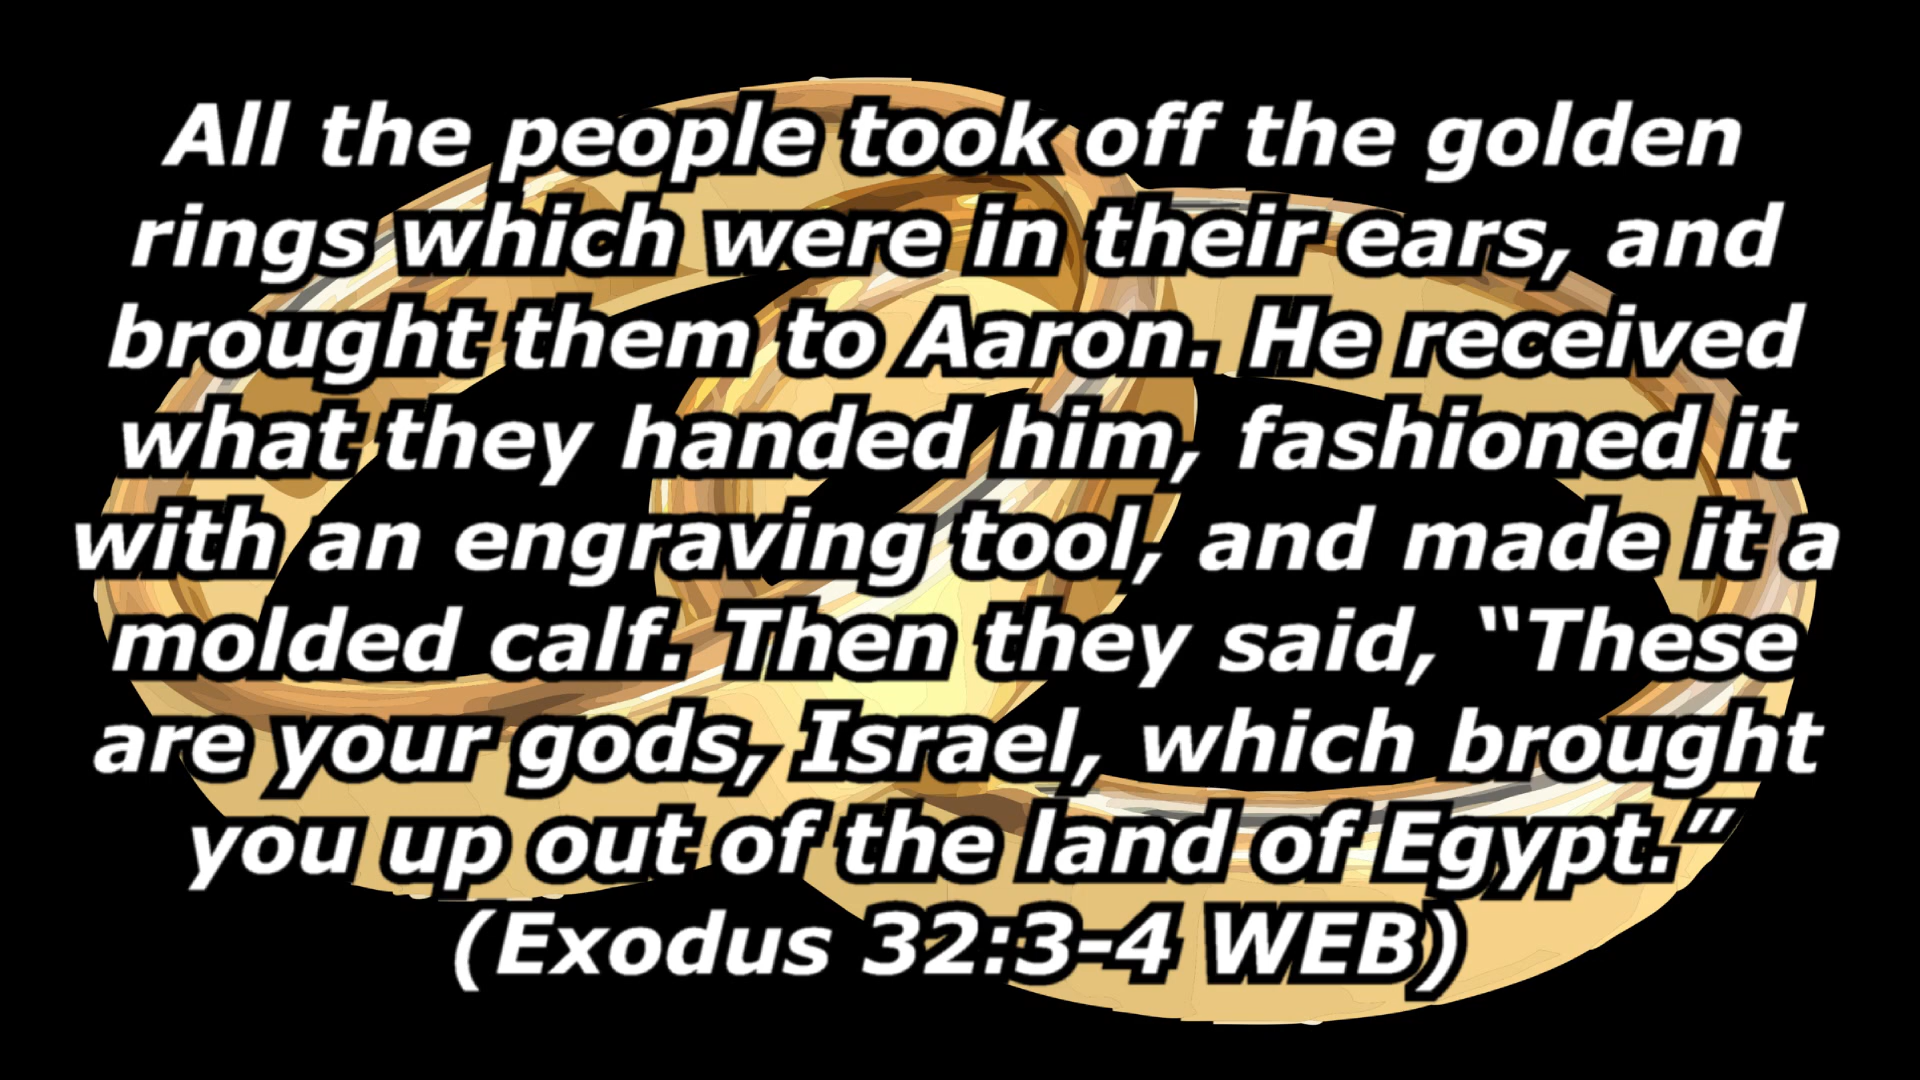 All the people took off the golden
rings which were in their ears, and
brought them to Aaron. He received
what they handed him, fashioned it
with an engraving tool, and made it a
molded calf. Then they said, “These
are your gods, Israel, which brought
you up out of the land of Egypt.”
(Exodus 32:3-4 WEB)